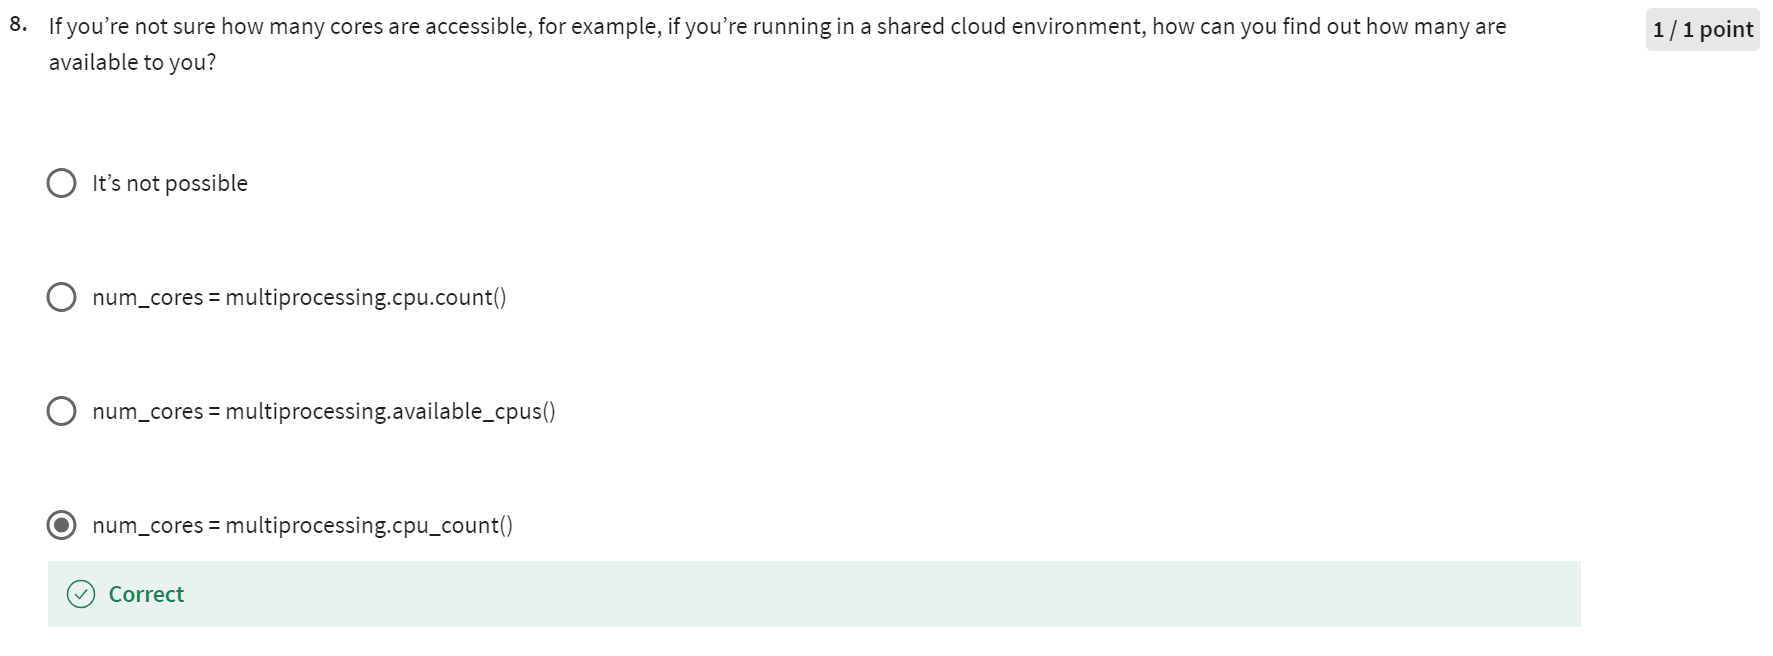 8. If you’re not sure how many cores are accessible, for example, if you’re running in a shared cloud environment, how can you find out how many are
available to you?
1 / 1 point
It’s not possible
num_cores = multiprocessing.cpu.count()
num_cores = multiprocessing.available_cpus()
num_cores = multiprocessing.cpu_count()
Correct